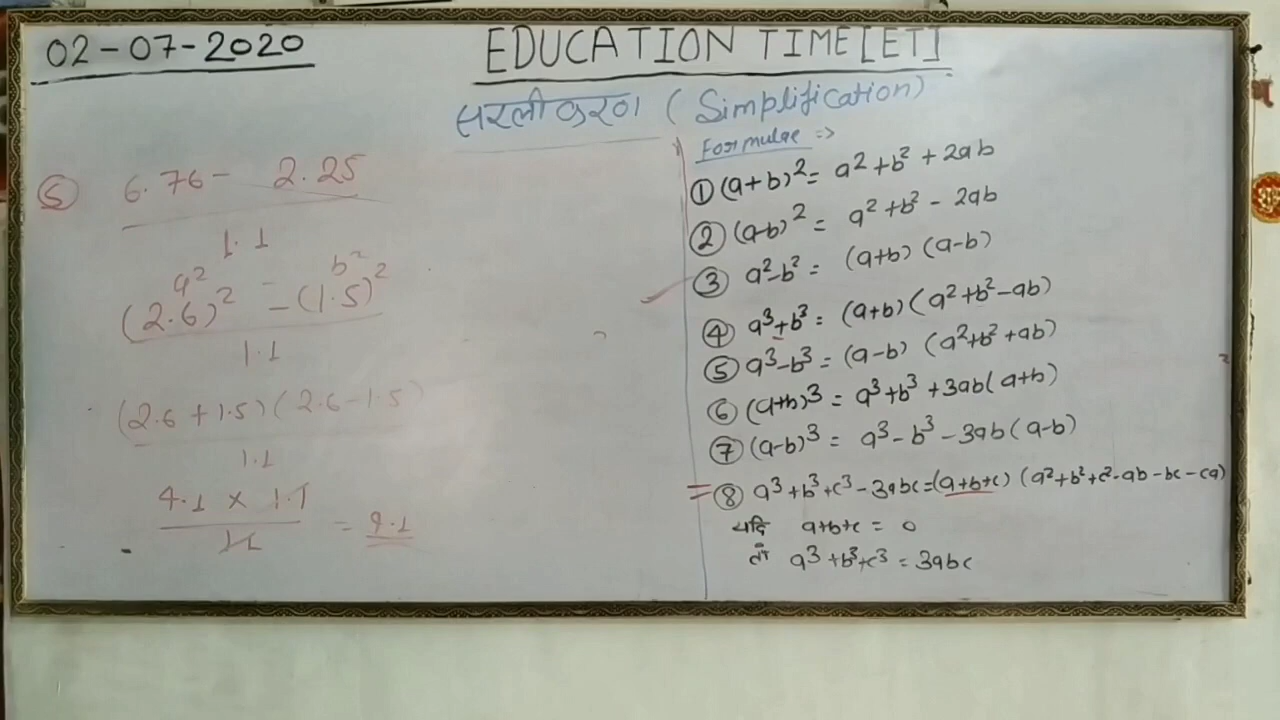 02-07-2020
EDUCATION TIME[ET]
सरलीकरण (Simplification)
⑤ 6.76 - 2.25
1.1
a² - b²
(2.6)² - (1.5)²
1.1
(2.6 + 1.5) (2.6 - 1.5)
1.1
4.1 × 1.1
1.1
= 4.1
Formulae ⇒
① (a+b)² = a² + b² + 2ab
② (a-b)² = a² + b² - 2ab
③ a² - b² = (a+b) (a-b)
④ a³ + b³ = (a+b) (a² + b² - ab)
⑤ a³ - b³ = (a-b) (a² + b² + ab)
⑥ (a+b)³ = a³ + b³ + 3ab(a+b)
⑦ (a-b)³ = a³ - b³ - 3ab(a-b)
⑧ a³ + b³ + c³ - 3abc = (a+b+c) (a² + b² + c² - ab - bc - ca)
यदि a+b+c = 0
तो a³ + b³ + c³ = 3abc